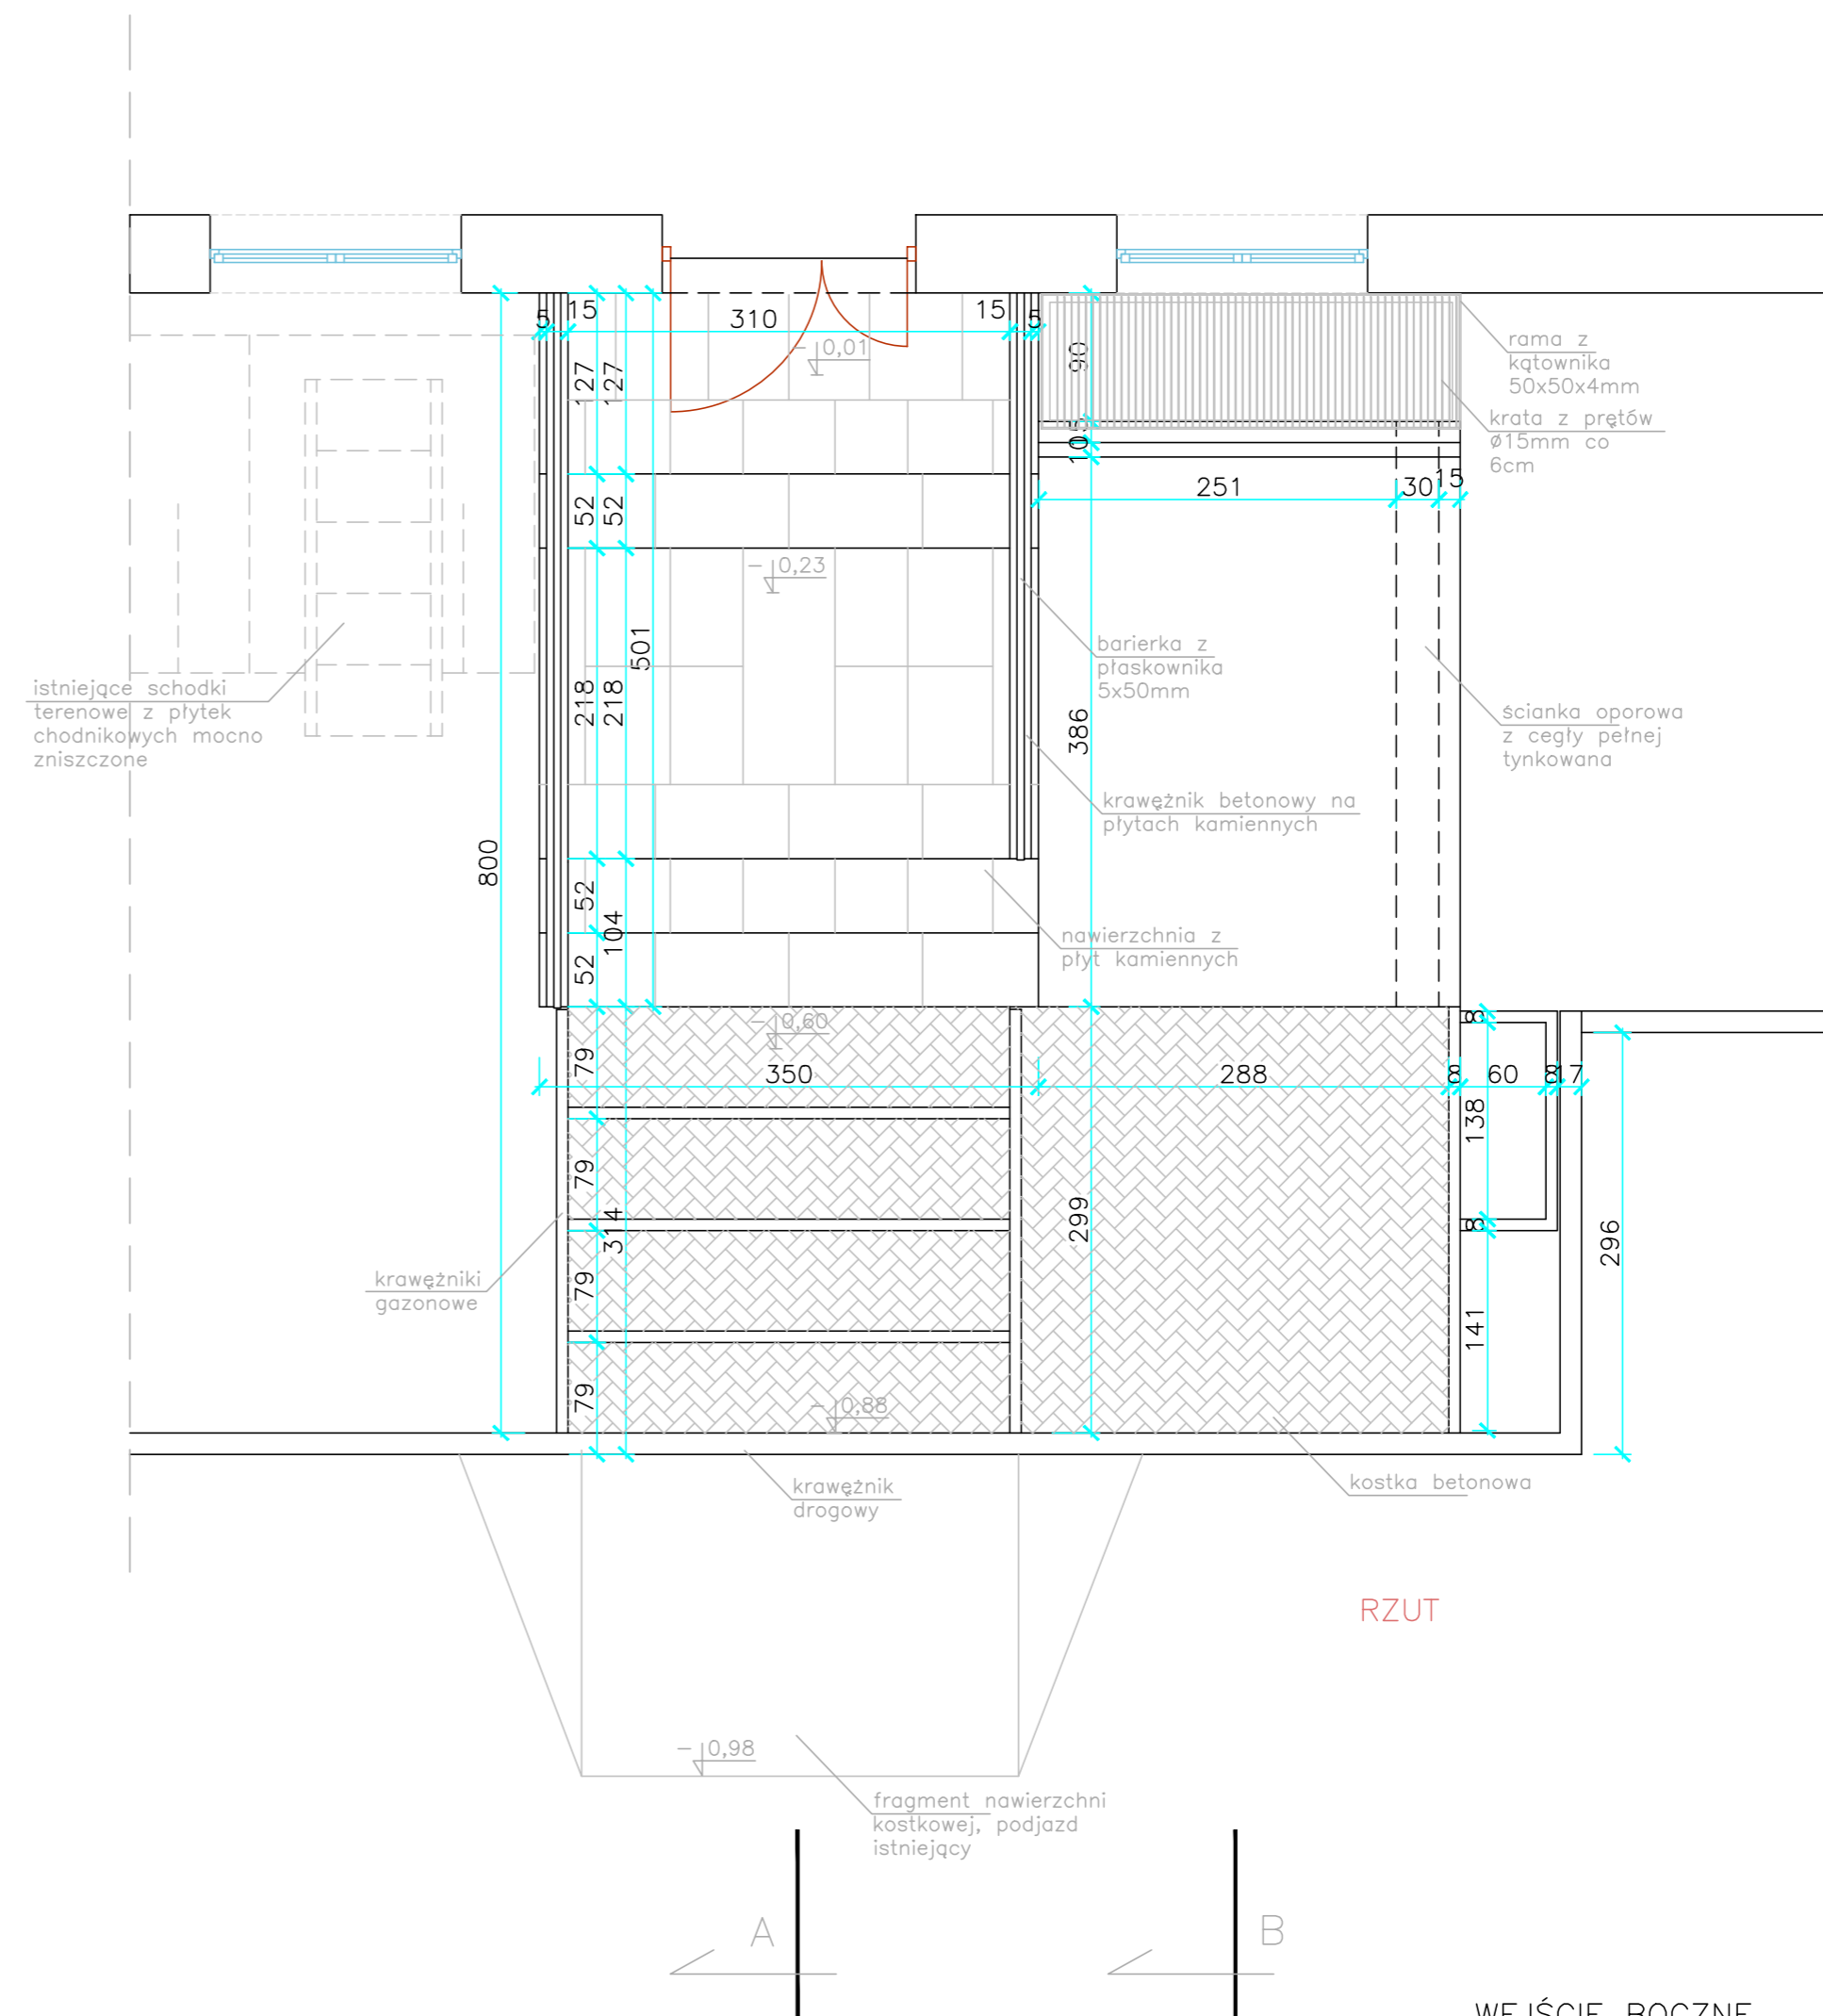 5
15
310
15
5
- 0,01
127
127
90
105
rama z
kątownika
50x50x4mm
krata z prętów
ø15mm co
6cm
251
30
15
52
52
- 0,23
501
218
218
386
barierka z
płaskownika
5x50mm
istniejące schodki
terenowe z płytek
chodnikowych mocno
zniszczone
ścianka oporowa
z cegły pełnej
tynkowana
krawężnik betonowy na
płytach kamiennych
800
52
104
52
nawierzchnia z
płyt kamiennych
- 0,60
8
79
350
288
8
60
8
17
138
79
314
299
8
296
krawężniki
gazonowe
79
141
79
- 0,88
krawężnik
drogowy
kostka betonowa
RZUT
- 0,98
fragment nawierzchni
kostkowej, podjazd
istniejący
A
B
WEJŚCIE BOCZNE